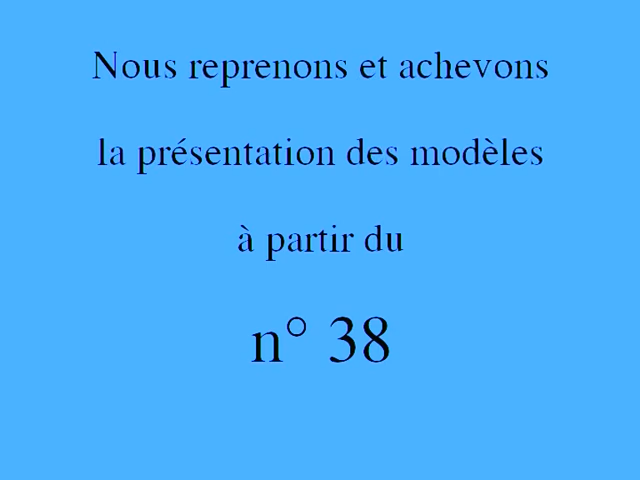 Nous reprenons et achevons
la présentation des modèles
à partir du
n° 38